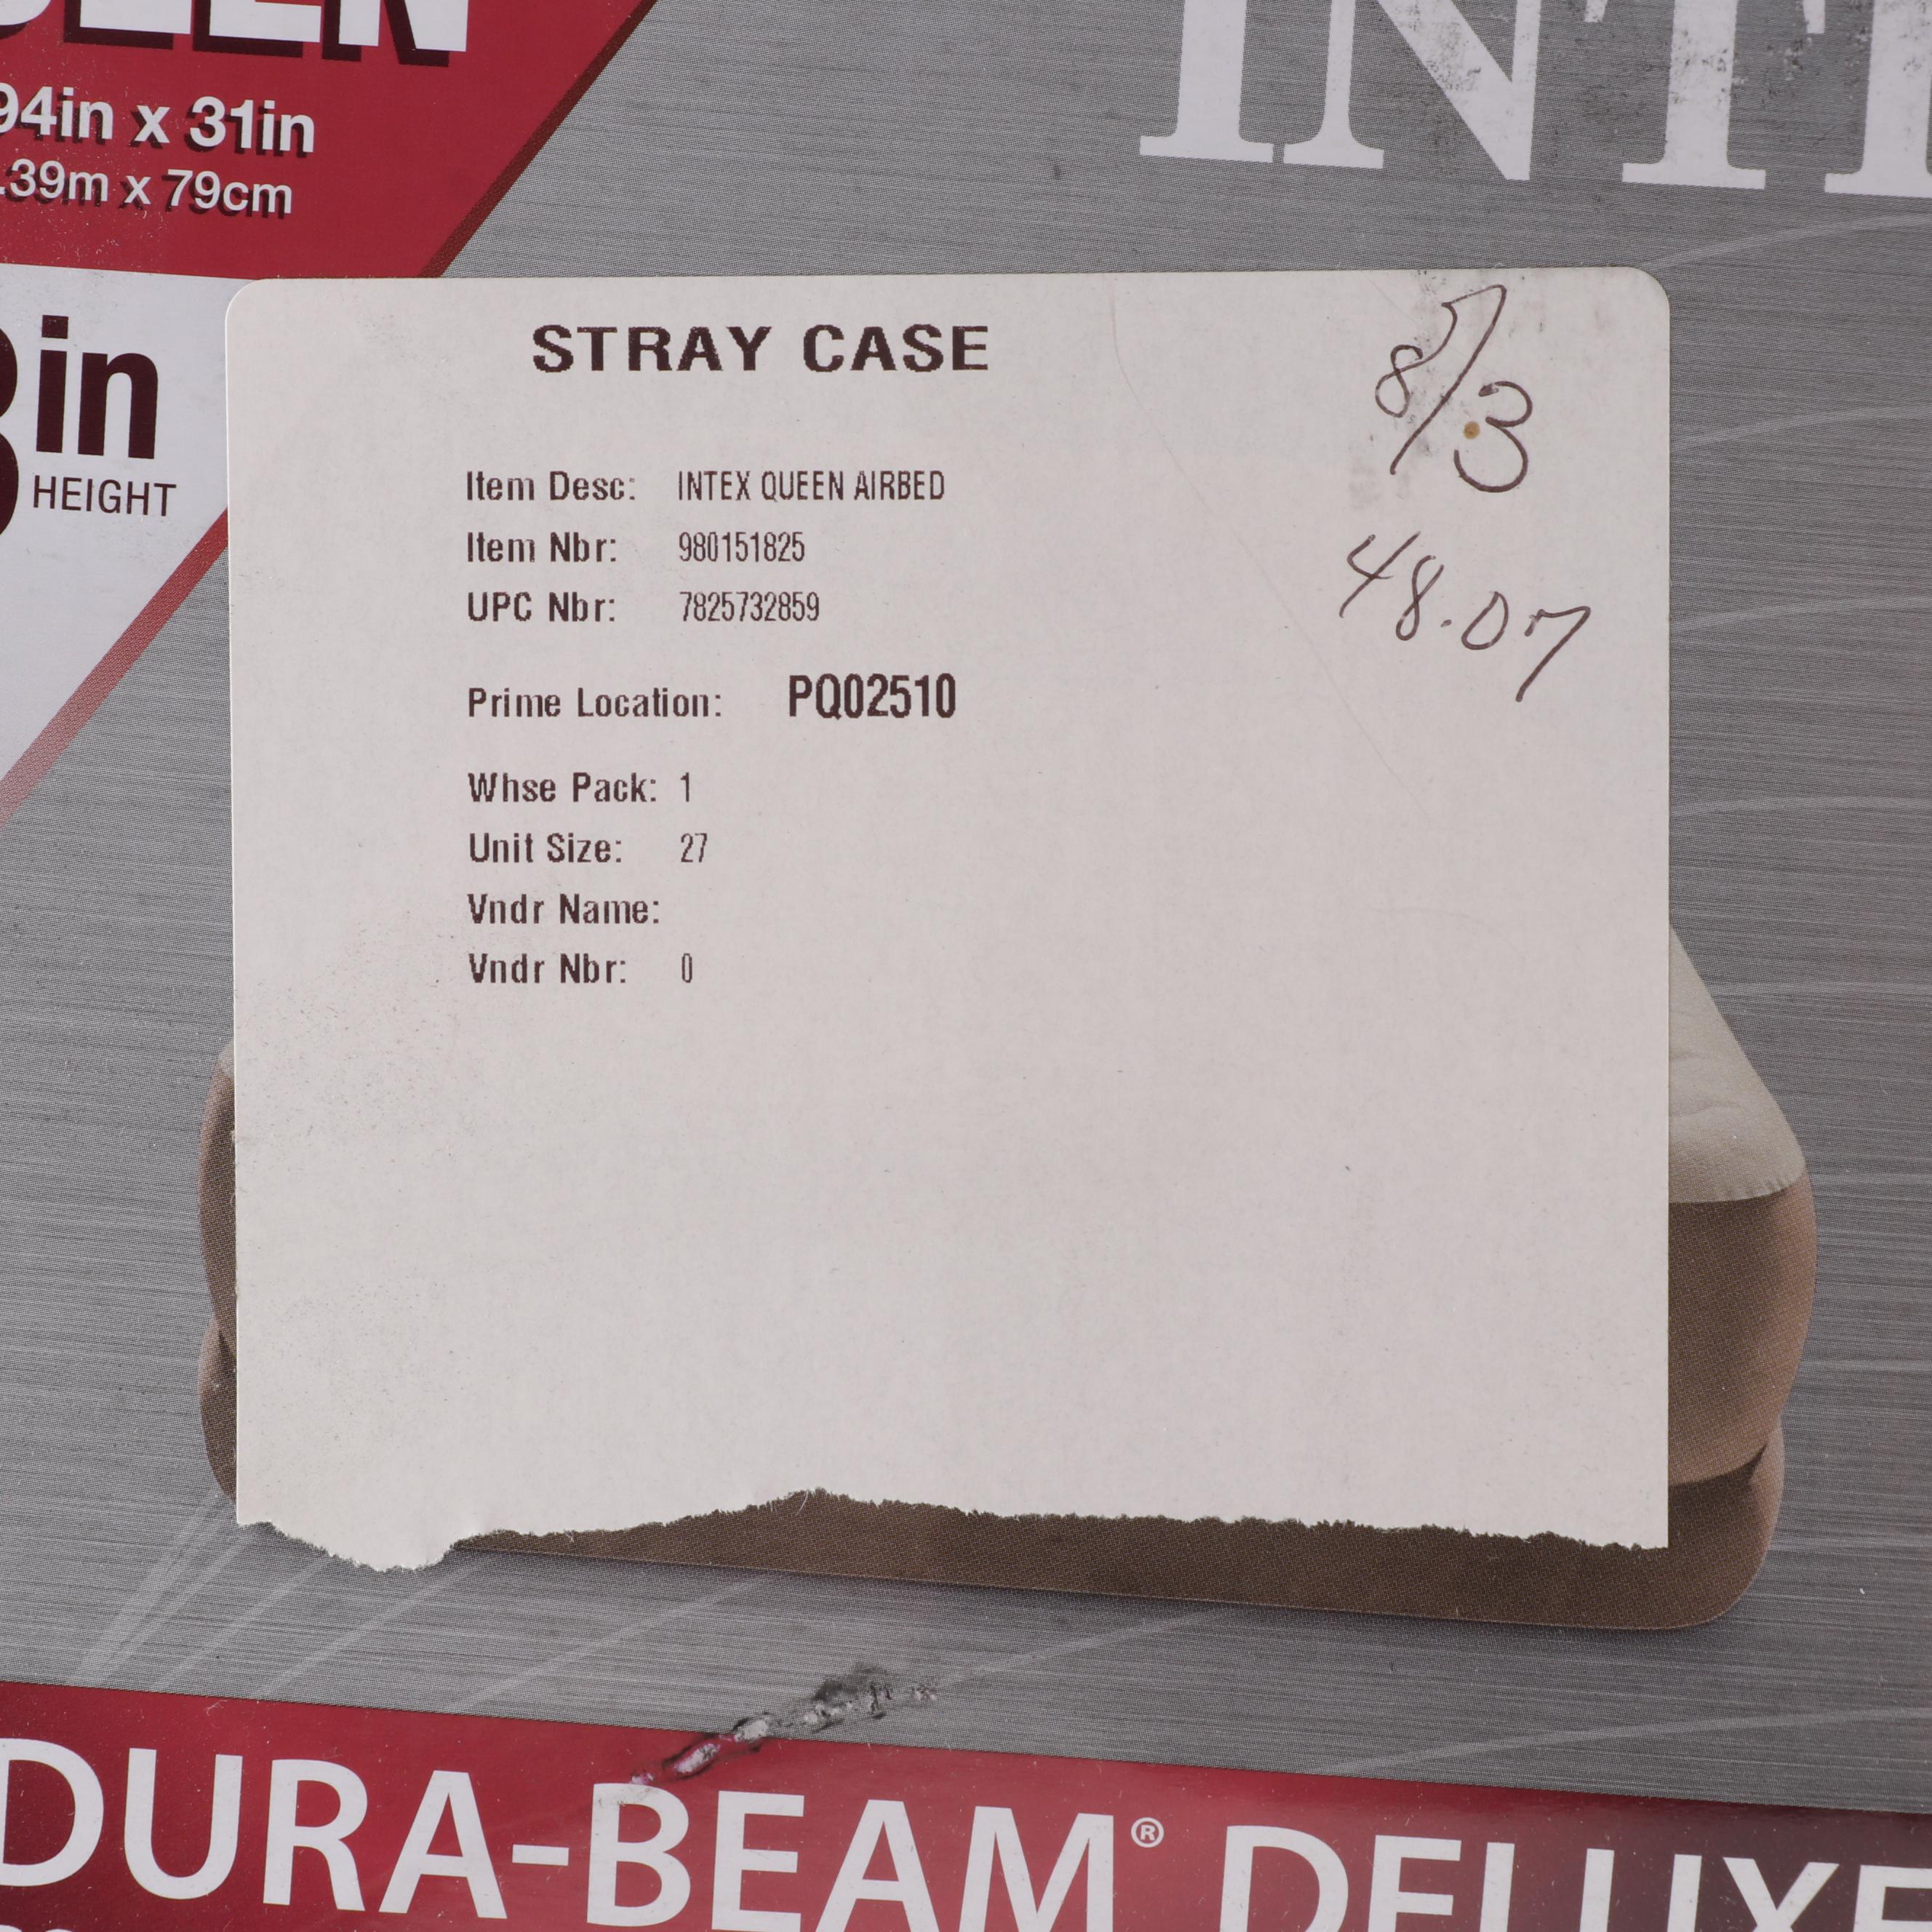 94in x 31in
.39m x 79cm
in
HEIGHT
STRAY CASE
8/3
48.07
Item Desc: INTEX QUEEN AIRBED
Item Nbr: 980151825
UPC Nbr: 7825732859
Prime Location: PQ02510
Whse Pack: 1
Unit Size: 27
Vndr Name:
Vndr Nbr: 0
DURA-BEAM® DELUXE